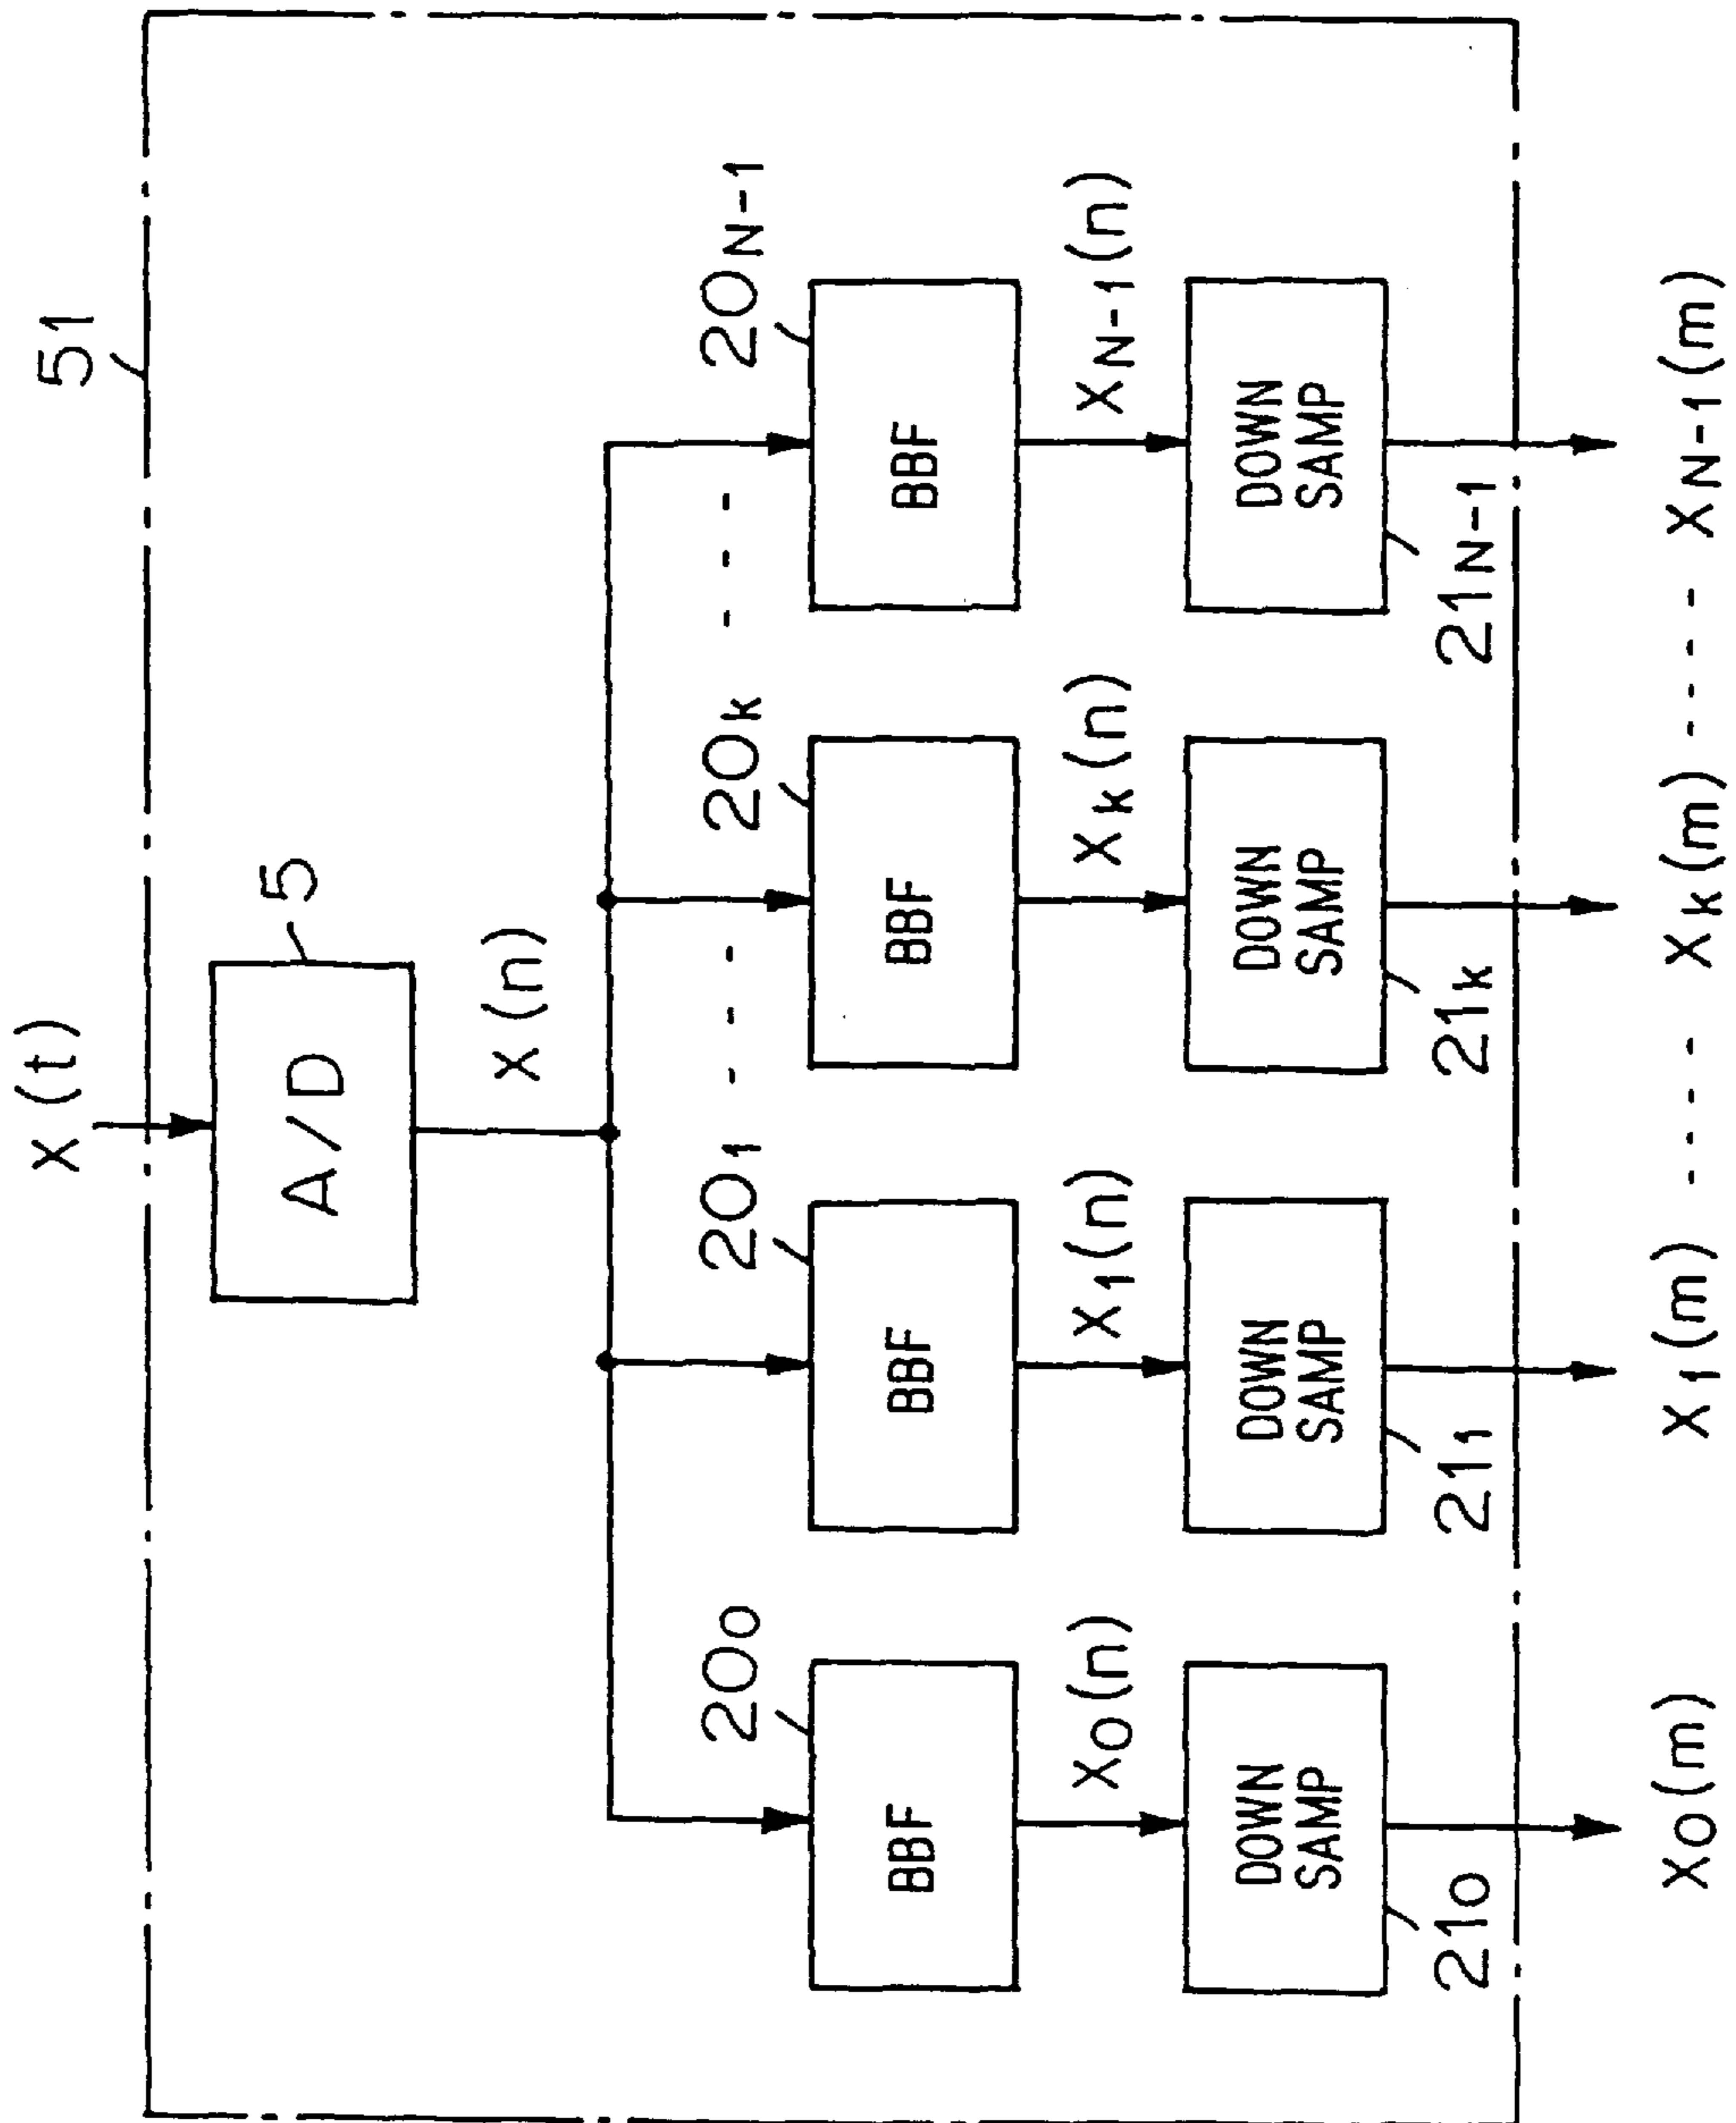 51
x (t)
A/D
5
x (n)
20₀
20₁
- - -
20k
- - - -
20N-1
BBF
BBF
BBF
BBF
x₀(n)
x₁(n)
xk(n)
xN-1(n)
DOWN
SAMP
DOWN
SAMP
DOWN
SAMP
DOWN
SAMP
21₀
21₁
21k
21N-1
x₀(m)
x₁(m)
- - - -
xk(m)
- - - -
xN-1(m)